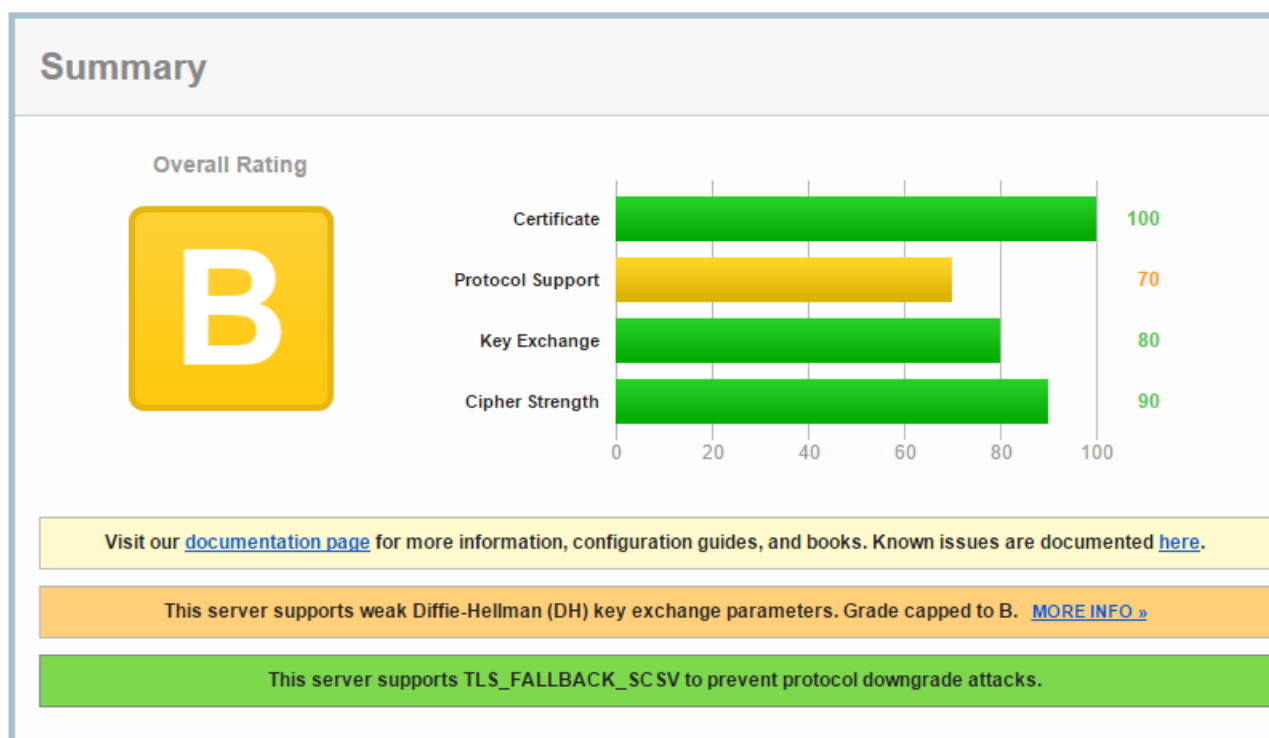 Summary
Overall Rating
B
Certificate 100
Protocol Support 70
Key Exchange 80
Cipher Strength 90
0 20 40 60 80 100
Visit our documentation page for more information, configuration guides, and books. Known issues are documented here.
This server supports weak Diffie-Hellman (DH) key exchange parameters. Grade capped to B. MORE INFO »
This server supports TLS_FALLBACK_SCSV to prevent protocol downgrade attacks.